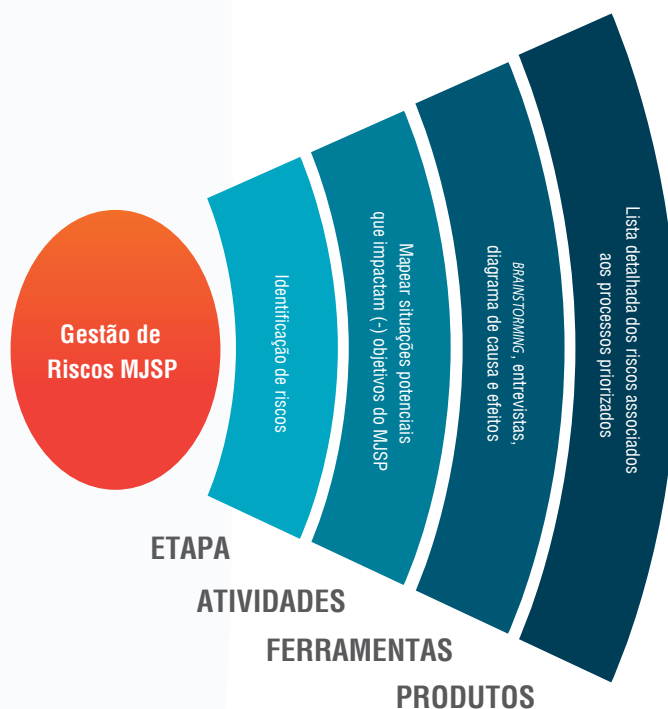 Gestão de
Riscos MJSP
Identificação de riscos
Mapear situações potenciais
que impactam (-) objetivos do MJSP
BRAINSTORMING, entrevistas,
diagrama de causa e efeitos
Lista detalhada dos riscos associados
aos processos priorizados
ETAPA
ATIVIDADES
FERRAMENTAS
PRODUTOS